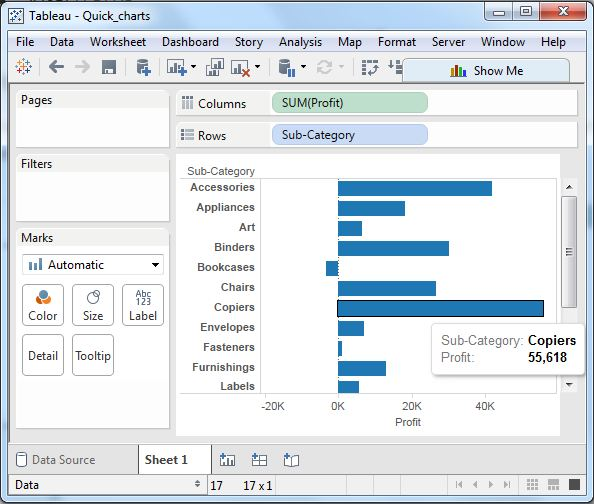 Tableau - Quick_charts
File Data Worksheet Dashboard Story Analysis Map Format Server Window Help
Show Me
Pages
Columns SUM(Profit)
Rows Sub-Category
Filters
Marks
Automatic
Color Size Abc 123 Label
Detail Tooltip
Sub-Category
Accessories
Appliances
Art
Binders
Bookcases
Chairs
Copiers
Envelopes
Fasteners
Furnishings
Labels
Sub-Category: Copiers
Profit: 55,618
-20K 0K 20K 40K
Profit
Data Source Sheet 1
Data 17 17 x 1